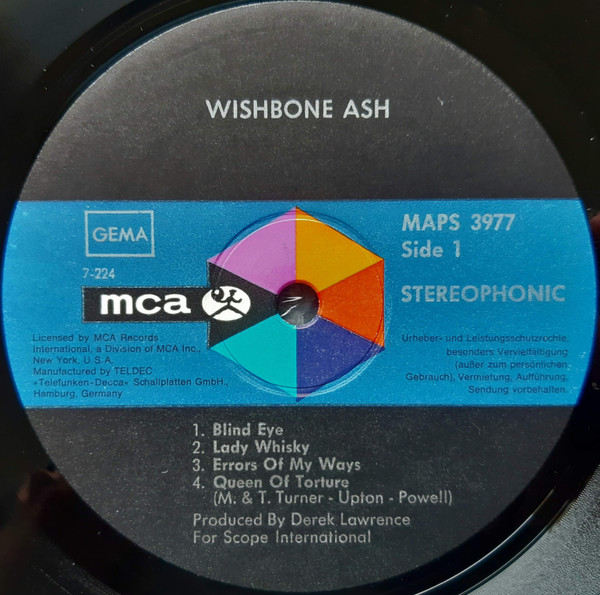 WISHBONE ASH
GEMA
7-224
mca
MAPS 3977
Side 1
STEREOPHONIC
Licensed by MCA Records
International, a Division of MCA Inc.,
New York, U.S.A.
Manufactured by TELDEC
»Telefunken-Decca« Schallplatten GmbH.,
Hamburg, Germany
Urheber- und Leistungsschutzrechte,
besonders Vervielfältigung
(außer zum persönlichen
Gebrauch), Vermietung, Aufführung,
Sendung vorbehalten.
1. Blind Eye
2. Lady Whisky
3. Errors Of My Ways
4. Queen Of Torture
(M. & T. Turner - Upton - Powell)
Produced By Derek Lawrence
For Scope International